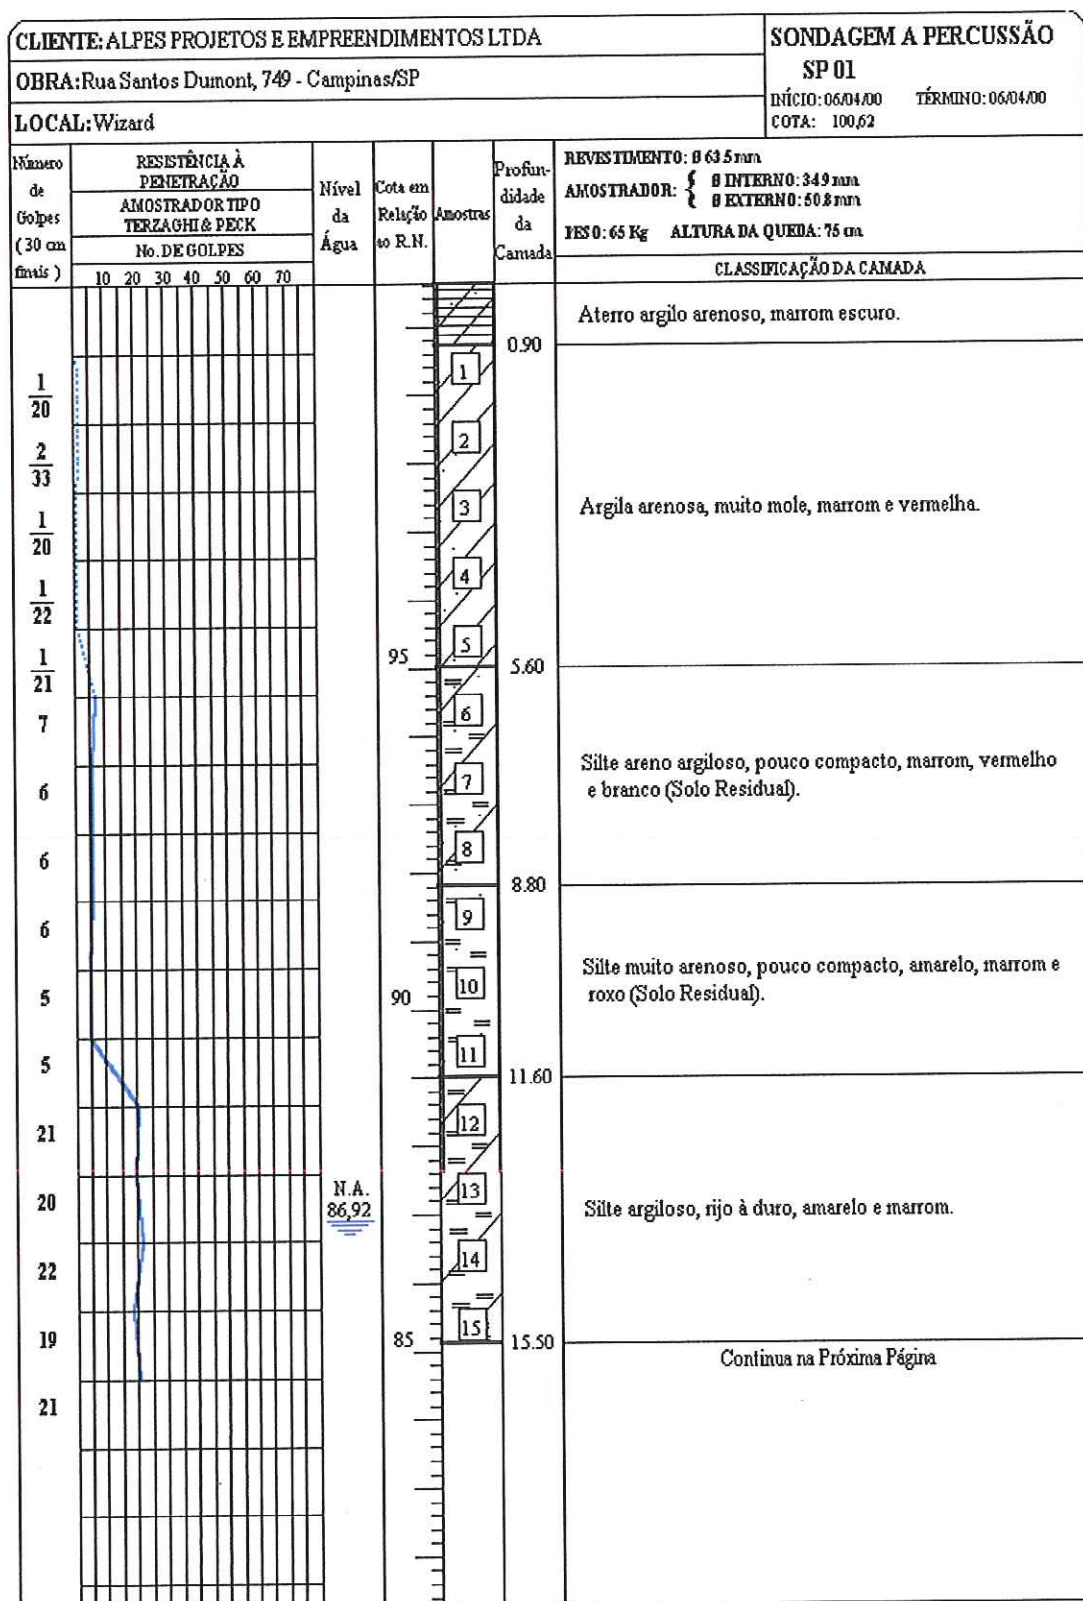 CLIENTE: ALPES PROJETOS E EMPREENDIMENTOS LTDA
OBRA: Rua Santos Dumont, 749 - Campinas/SP
LOCAL: Wizard
SONDAGEM A PERCUSSÃO
SP 01
INÍCIO: 06/04/00 TÉRMINO: 06/04/00
COTA: 100,62
Número de Golpes (30 cm finais)
RESISTÊNCIA À PENETRAÇÃO
AMOSTRADOR TIPO TERZAGHI & PECK
No. DE GOLPES
10 20 30 40 50 60 70
Nível da Água
Cota em Relação ao R.N.
Amostras
Profundidade da Camada
REVESTIMENTO: Ø 63.5 mm
AMOSTRADOR: { Ø INTERNO: 34.9 mm
Ø EXTERNO: 50.8 mm
PESO: 65 Kg ALTURA DA QUEDA: 75 cm
CLASSIFICAÇÃO DA CAMADA
Aterro argilo arenoso, marrom escuro.
0.90
1/20 1
2/33 2
1/20 3
Argila arenosa, muito mole, marrom e vermelha.
1/22 4
1/21 95 5
5.60
7 6
6 7
Silte areno argiloso, pouco compacto, marrom, vermelho
e branco (Solo Residual).
6 8
8.80
6 9
5 90 10
Silte muito arenoso, pouco compacto, amarelo, marrom e
roxo (Solo Residual).
5 11
11.60
21 12
20 N.A. 86,92 13
Silte argiloso, rijo à duro, amarelo e marrom.
22 14
19 85 15
15.50
Continua na Próxima Página
21